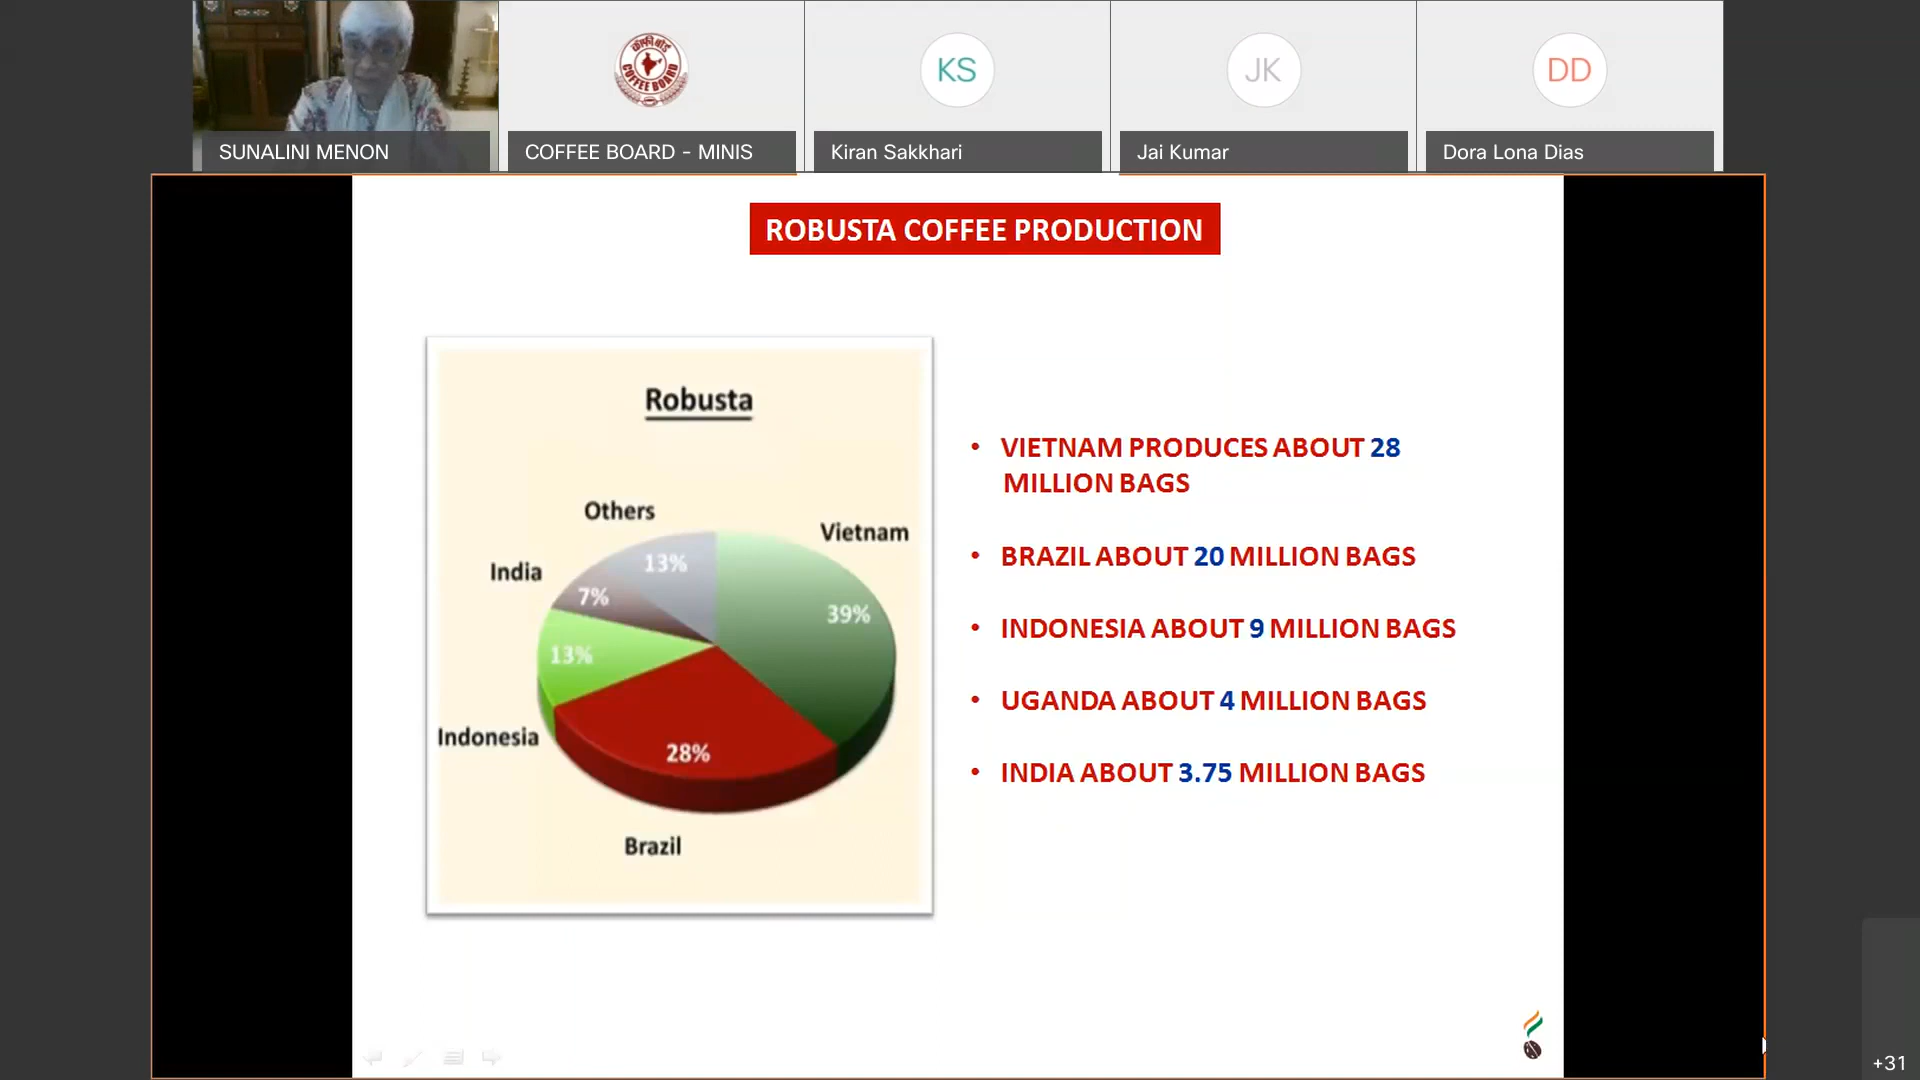 कॉफी बोर्ड
COFFEE BOARD
KS
JK
DD
SUNALINI MENON
COFFEE BOARD - MINIS
Kiran Sakkhari
Jai Kumar
Dora Lona Dias
ROBUSTA COFFEE PRODUCTION
Robusta
Others
Vietnam
India
13%
7%
39%
13%
Indonesia
28%
Brazil
• VIETNAM PRODUCES ABOUT 28
MILLION BAGS
• BRAZIL ABOUT 20 MILLION BAGS
• INDONESIA ABOUT 9 MILLION BAGS
• UGANDA ABOUT 4 MILLION BAGS
• INDIA ABOUT 3.75 MILLION BAGS
+31